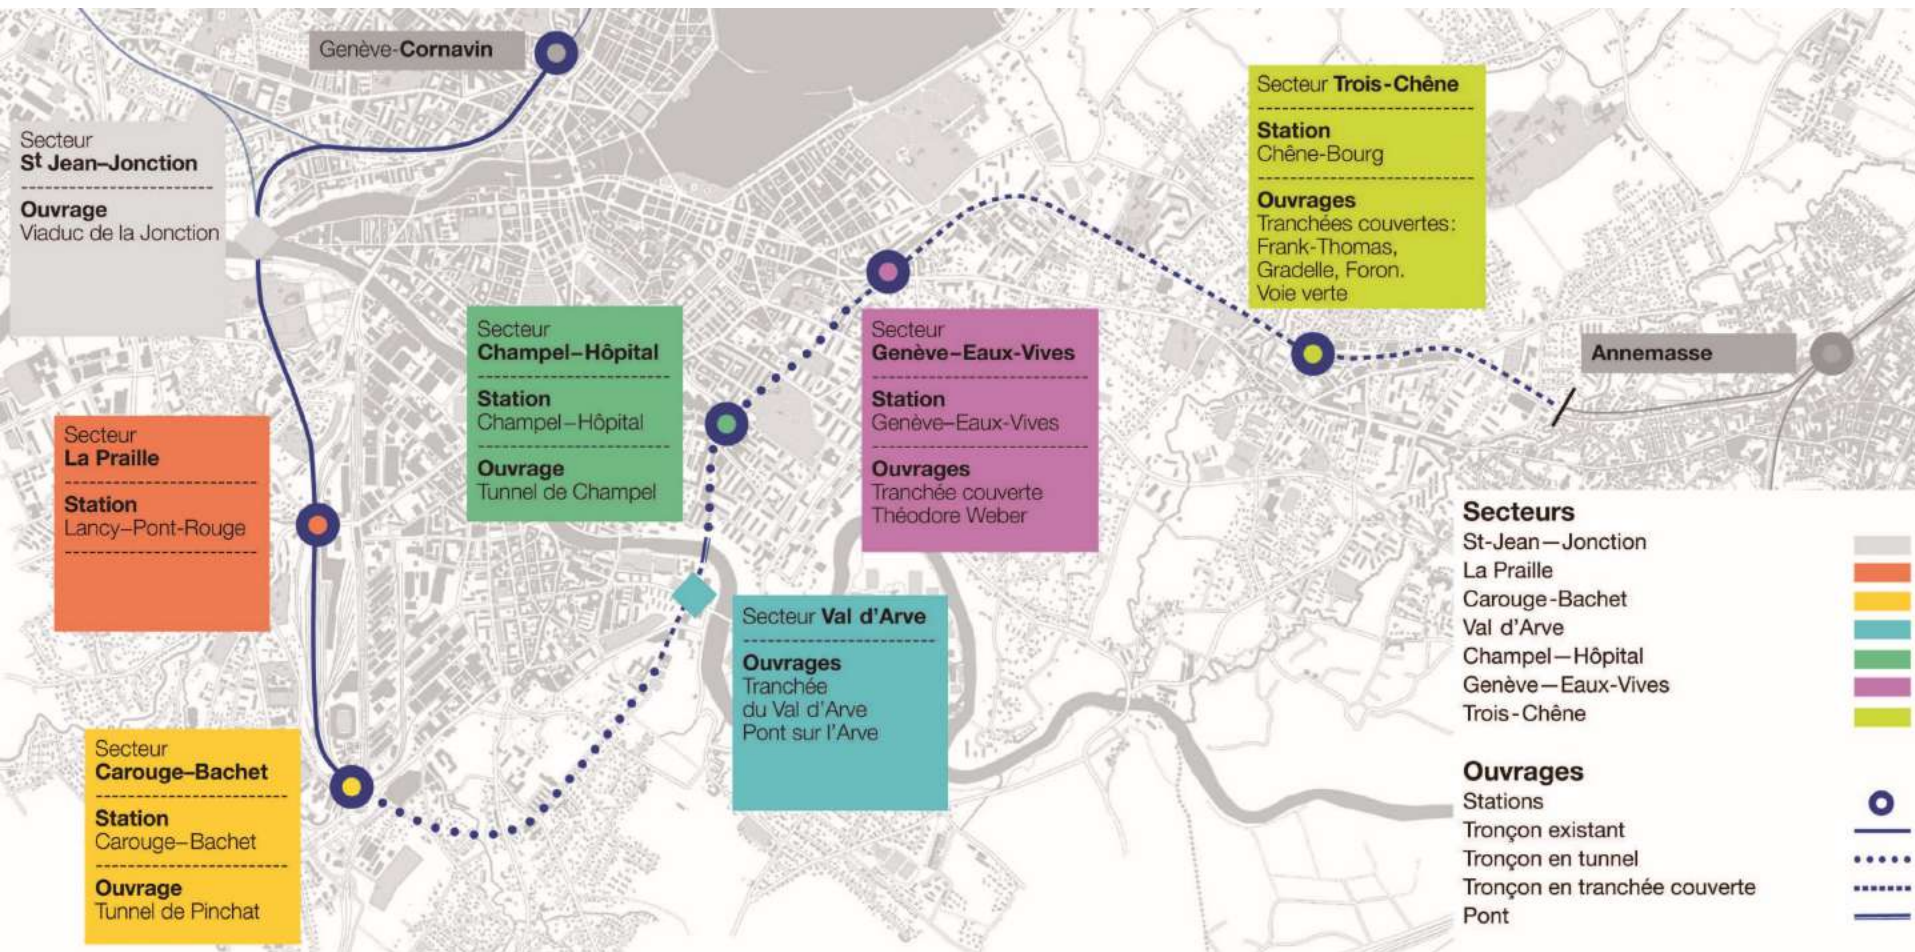 Genève-Cornavin
Secteur
St Jean–Jonction
Ouvrage
Viaduc de la Jonction
Secteur
La Praille
Station
Lancy–Pont-Rouge
Secteur
Carouge–Bachet
Station
Carouge–Bachet
Ouvrage
Tunnel de Pinchat
Secteur
Champel–Hôpital
Station
Champel–Hôpital
Ouvrage
Tunnel de Champel
Secteur Val d'Arve
Ouvrages
Tranchée
du Val d'Arve
Pont sur l'Arve
Secteur
Genève–Eaux-Vives
Station
Genève–Eaux-Vives
Ouvrages
Tranchée couverte
Théodore Weber
Secteur Trois-Chêne
Station
Chêne-Bourg
Ouvrages
Tranchées couvertes:
Frank-Thomas,
Gradelle, Foron.
Voie verte
Annemasse
Secteurs
St-Jean—Jonction
La Praille
Carouge-Bachet
Val d'Arve
Champel—Hôpital
Genève—Eaux-Vives
Trois-Chêne
Ouvrages
Stations
Tronçon existant
Tronçon en tunnel
Tronçon en tranchée couverte
Pont